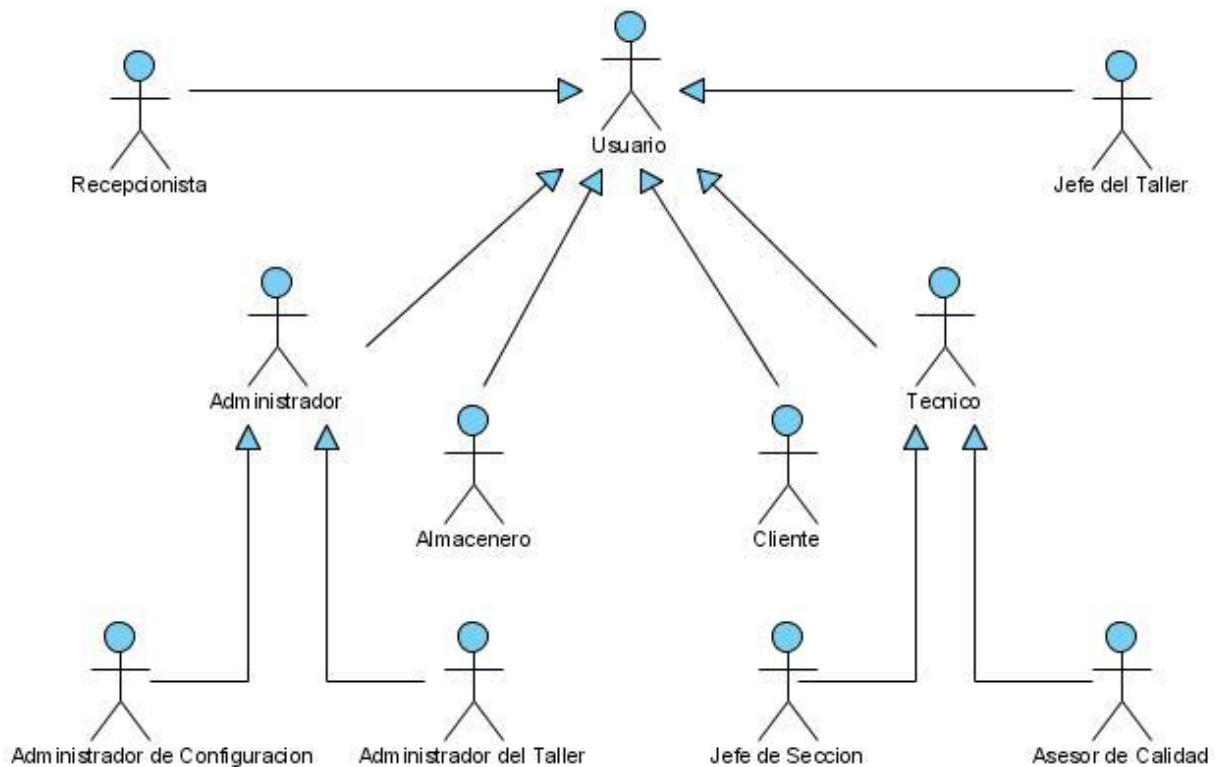 Usuario
Recepcionista
Jefe del Taller
Administrador
Tecnico
Almacenero
Cliente
Administrador de Configuracion
Administrador del Taller
Jefe de Seccion
Asesor de Calidad